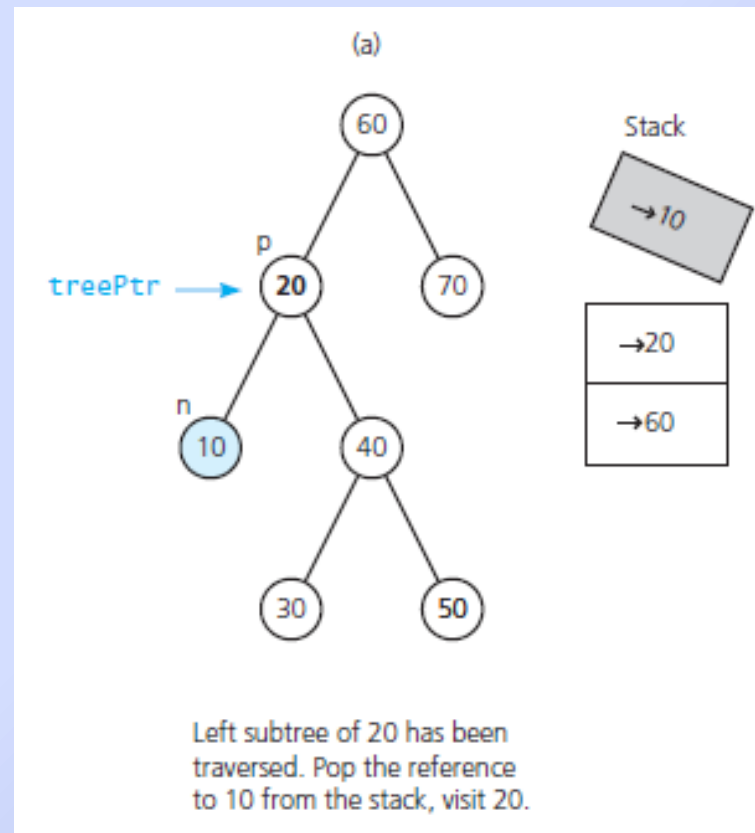 (a)
60
Stack
→10
p
treePtr
20
70
→20
→60
n
10
40
30
50
Left subtree of 20 has been
traversed. Pop the reference
to 10 from the stack, visit 20.